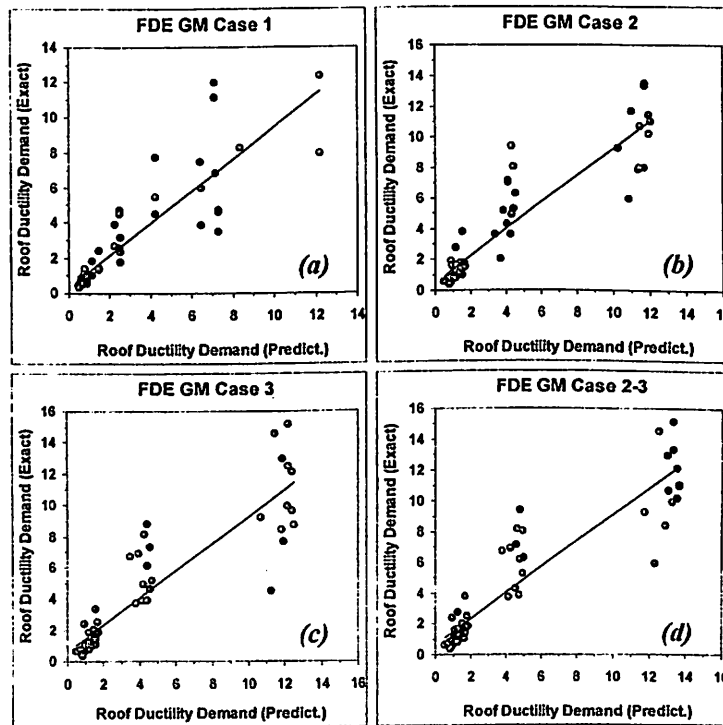 FDE GM Case 1
14
12
10
8
6
4
2
0
0 2 4 6 8 10 12 14
Roof Ductility Demand (Exact)
Roof Ductility Demand (Predict.)
(a)
FDE GM Case 2
16
14
12
10
8
6
4
2
0
0 2 4 6 8 10 12 14 16
Roof Ductility Demand (Exact)
Roof Ductility Demand (Predict.)
(b)
FDE GM Case 3
16
14
12
10
8
6
4
2
0
0 2 4 6 8 10 12 14 16
Roof Ductility Demand (Exact)
Roof Ductility Demand (Predict.)
(c)
FDE GM Case 2-3
16
14
12
10
8
6
4
2
0
0 2 4 6 8 10 12 14 16
Roof Ductility Demand (Exact)
Roof Ductility Demand (Predict.)
(d)